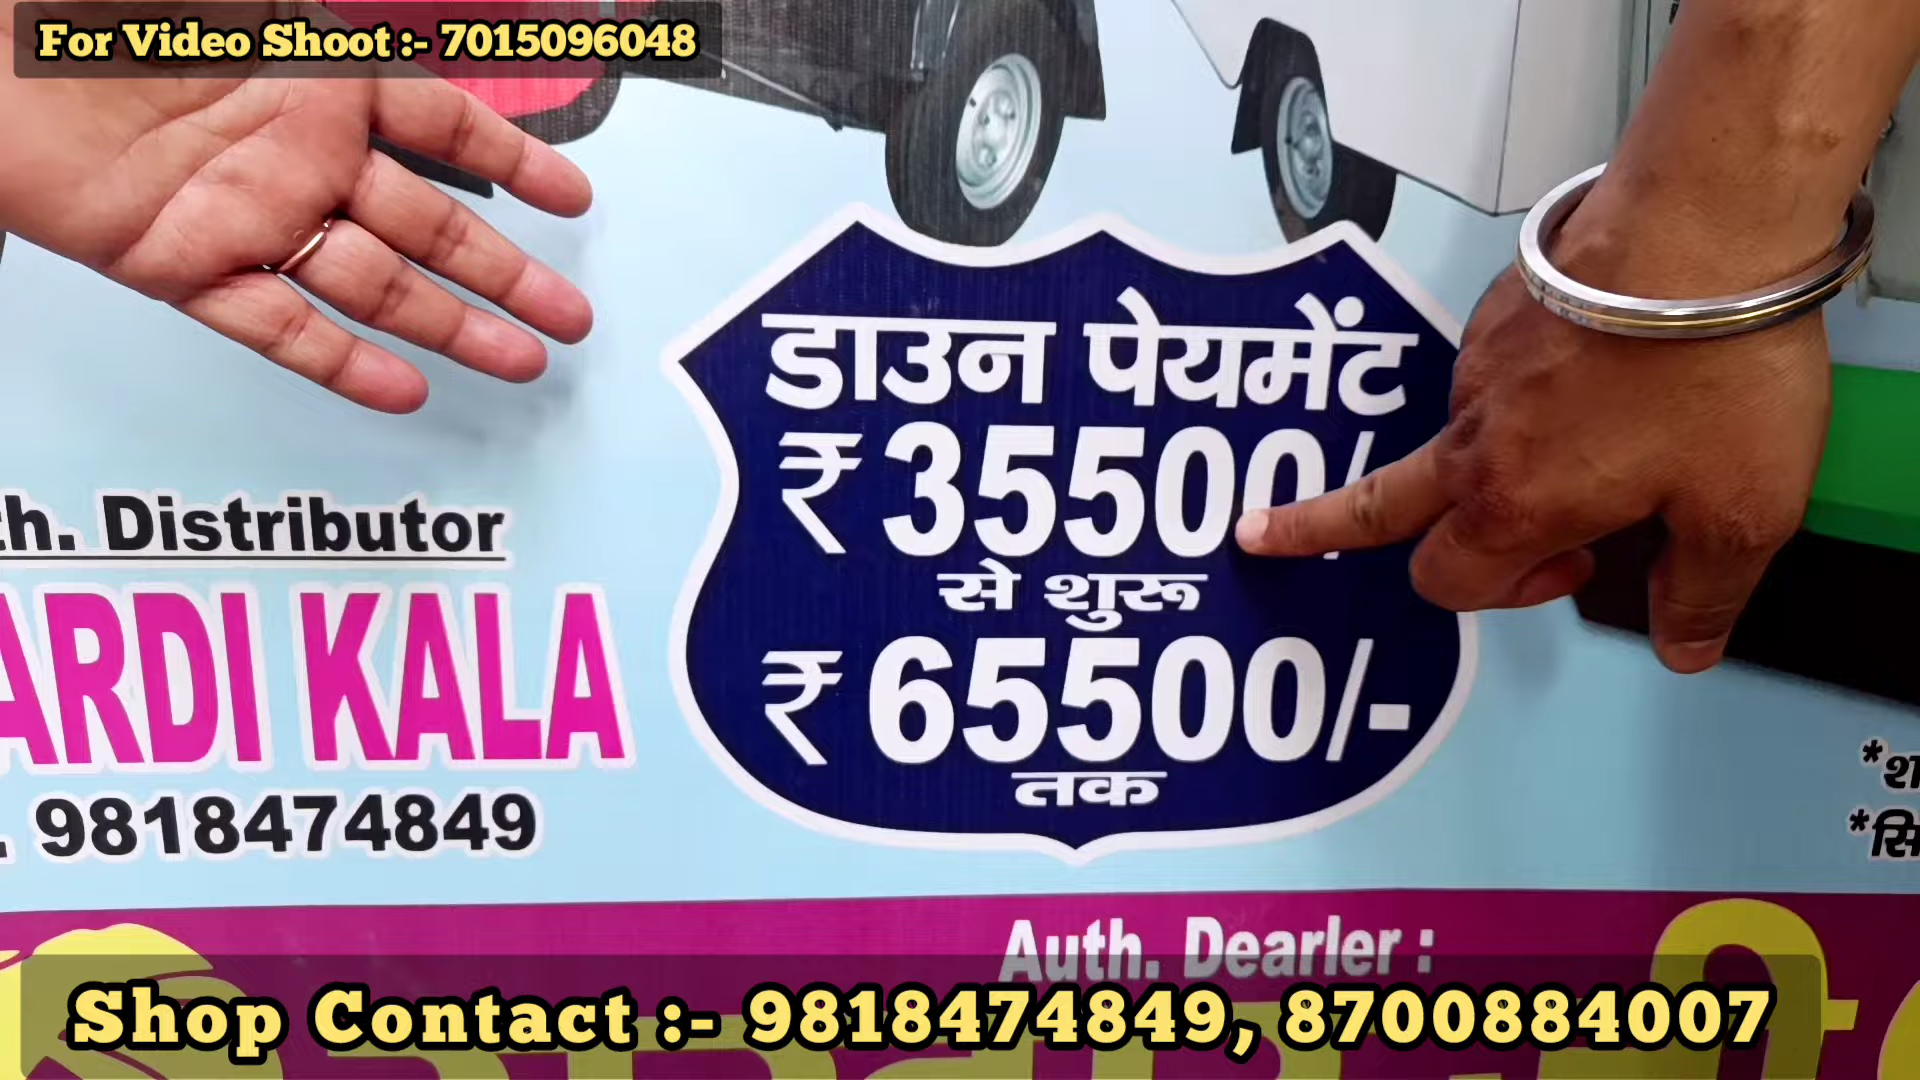 For Video Shoot :- 7015096048
डाउन पेयमेंट
₹ 35500/-
से शुरू
₹ 65500/-
तक
th. Distributor
ARDI KALA
. 9818474849
Auth. Dearler :
Shop Contact :- 9818474849, 8700884007